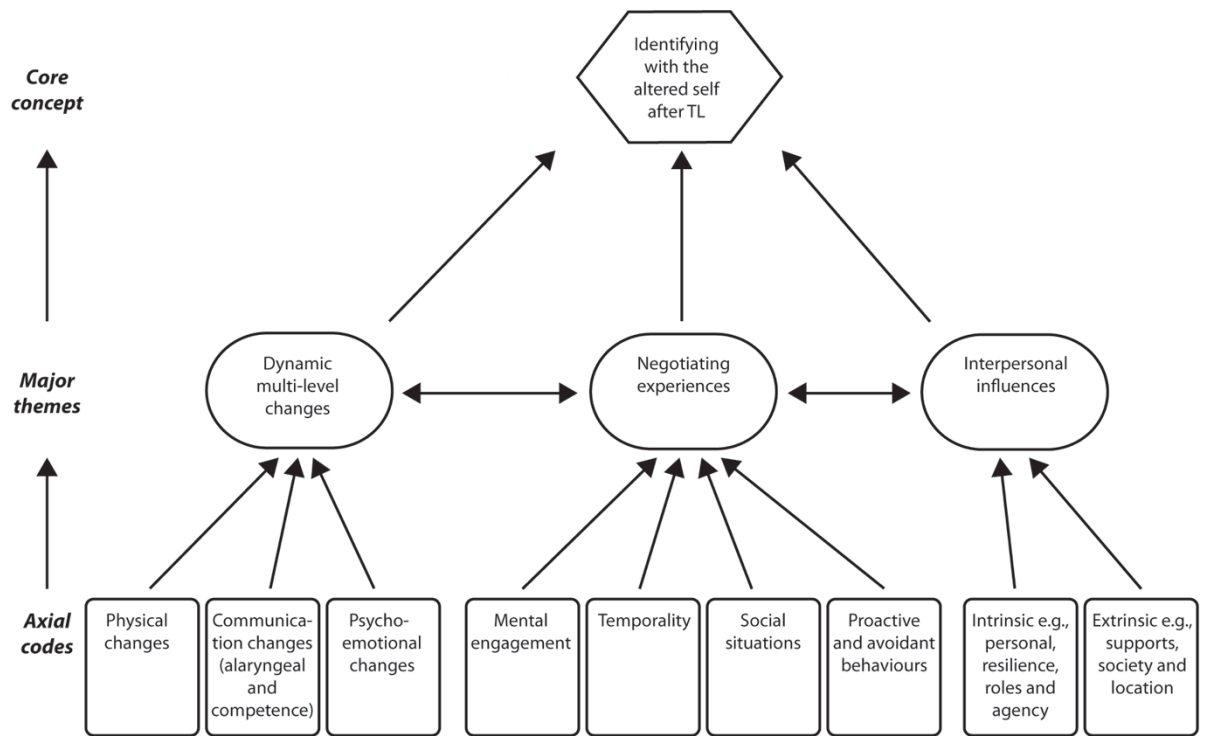 Core
concept
Identifying
with the
altered self
after TL
Major
themes
Dynamic
multi-level
changes
Negotiating
experiences
Interpersonal
influences
Axial
codes
Physical
changes
Communica-
tion changes
(alaryngeal
and
competence)
Psycho-
emotional
changes
Mental
engagement
Temporality
Social
situations
Proactive
and avoidant
behaviours
Intrinsic e.g.,
personal,
resilience,
roles and
agency
Extrinsic e.g.,
supports,
society and
location